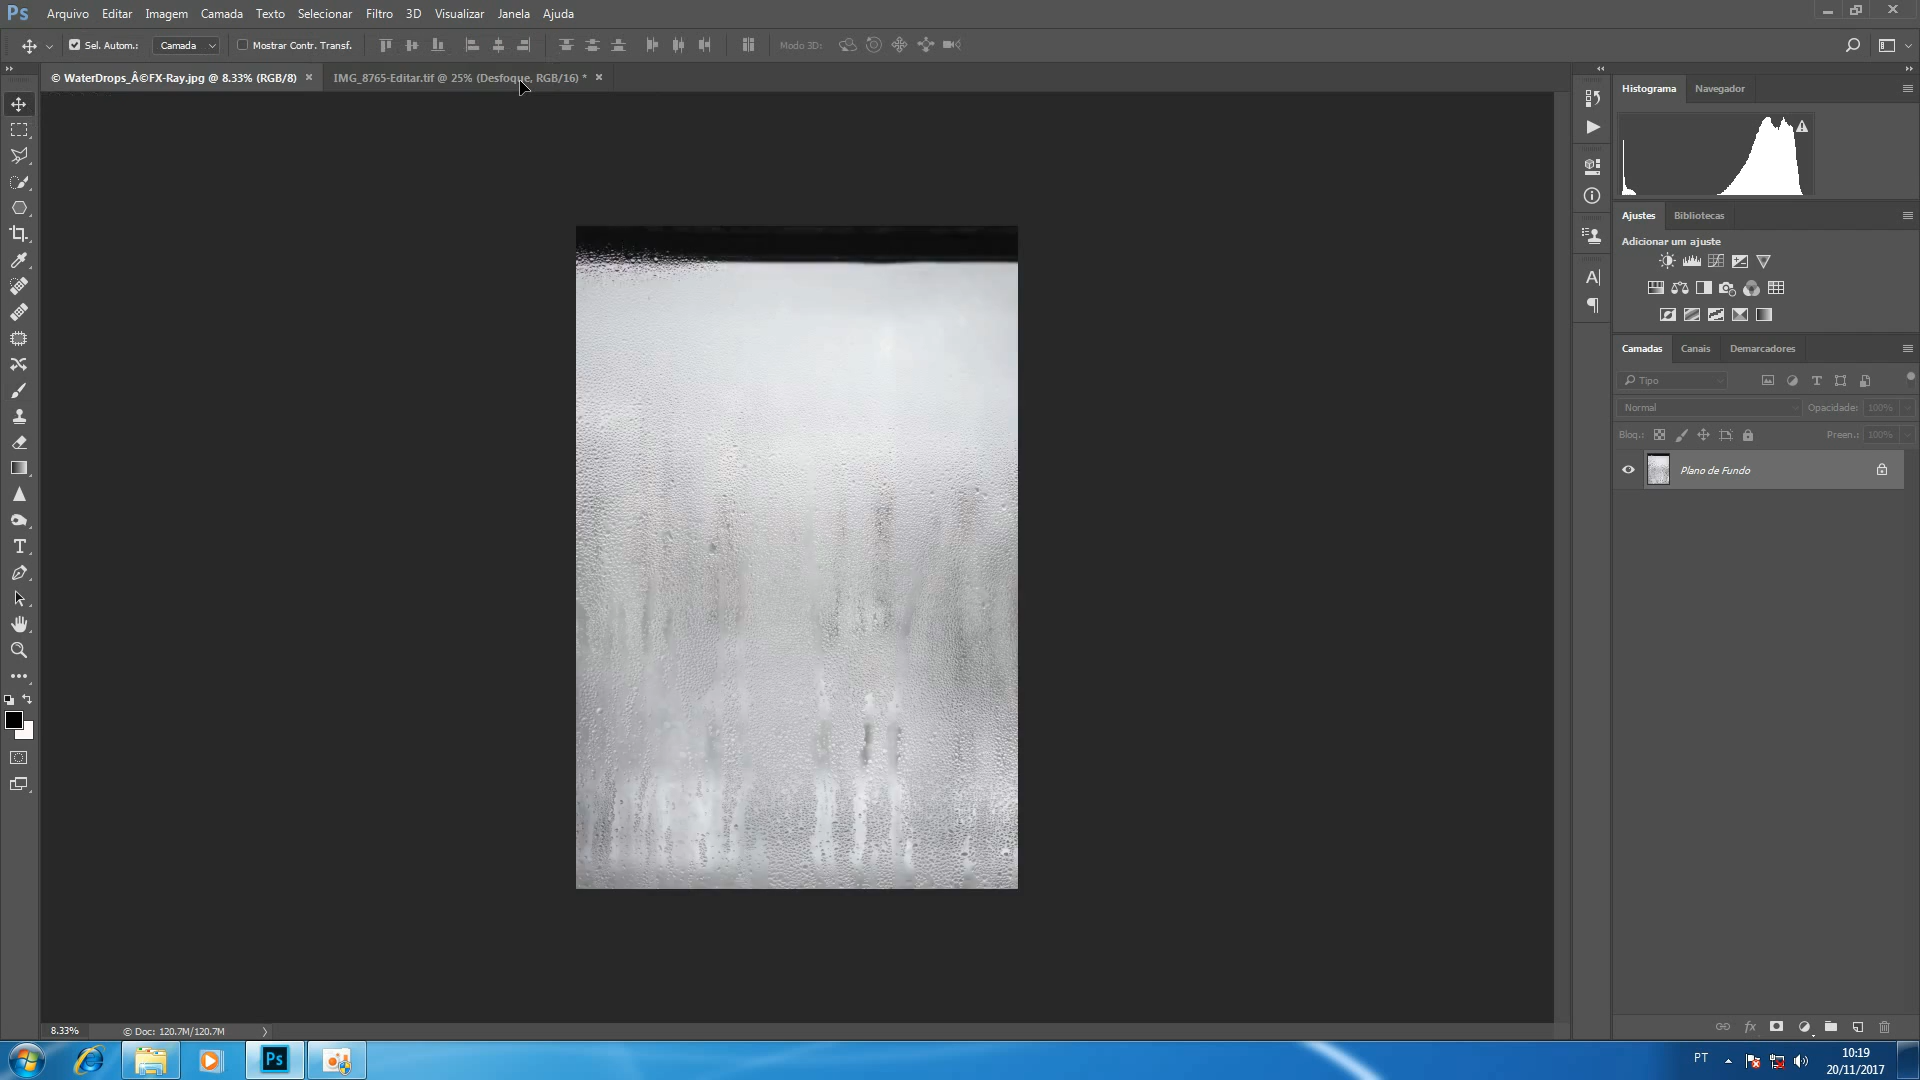 Ps Arquivo Editar Imagem Camada Texto Selecionar Filtro 3D Visualizar Janela Ajuda
Sel. Autom.: Camada Mostrar Contr. Transf. Modo 3D:
© WaterDrops_Â©FX-Ray.jpg @ 8.33% (RGB/8) × IMG_8765-Editar.tif @ 25% (Desfoque, RGB/16) * ×
Histograma Navegador
Ajustes Bibliotecas
Adicionar um ajuste
Camadas Canais Demarcadores
Tipo
Normal Opacidade: 100%
Bloq.: Preen.: 100%
Plano de Fundo
8.33% © Doc: 120.7M/120.7M
Ps
PT
10:19
20/11/2017